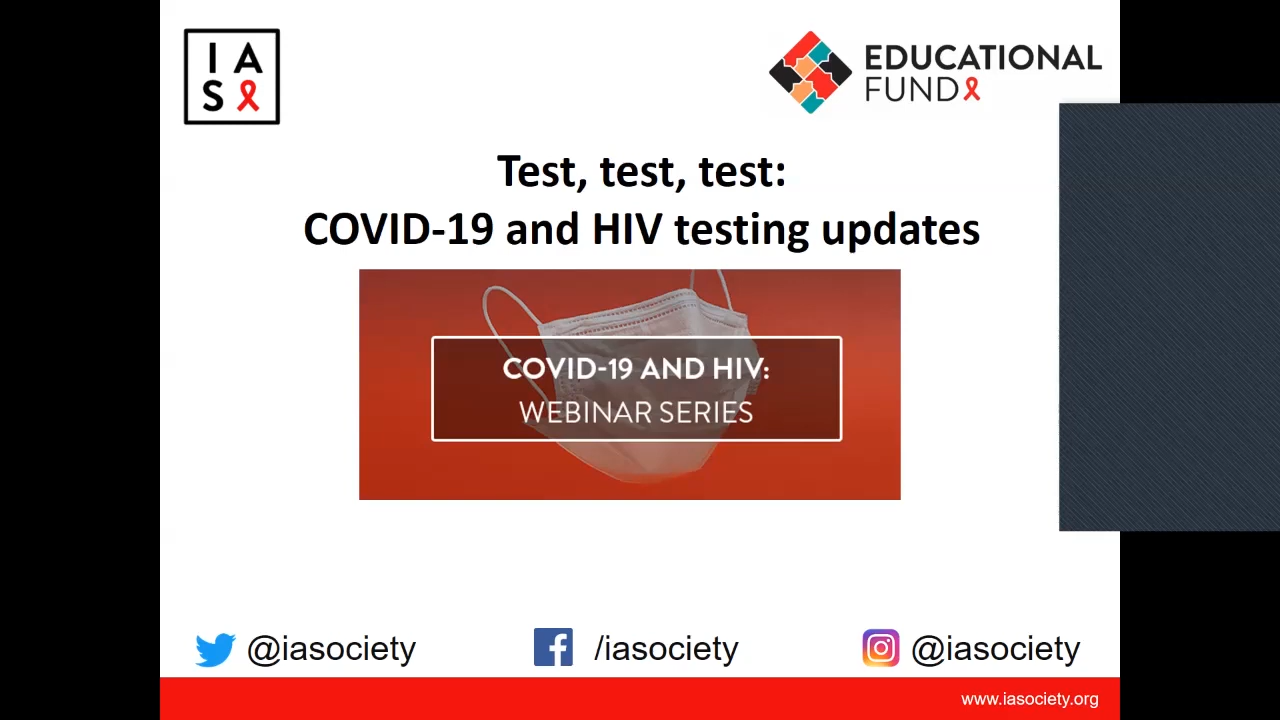 I A
S
EDUCATIONAL
FUND
Test, test, test:
COVID-19 and HIV testing updates
COVID-19 AND HIV:
WEBINAR SERIES
@iasociety
/iasociety
@iasociety
www.iasociety.org